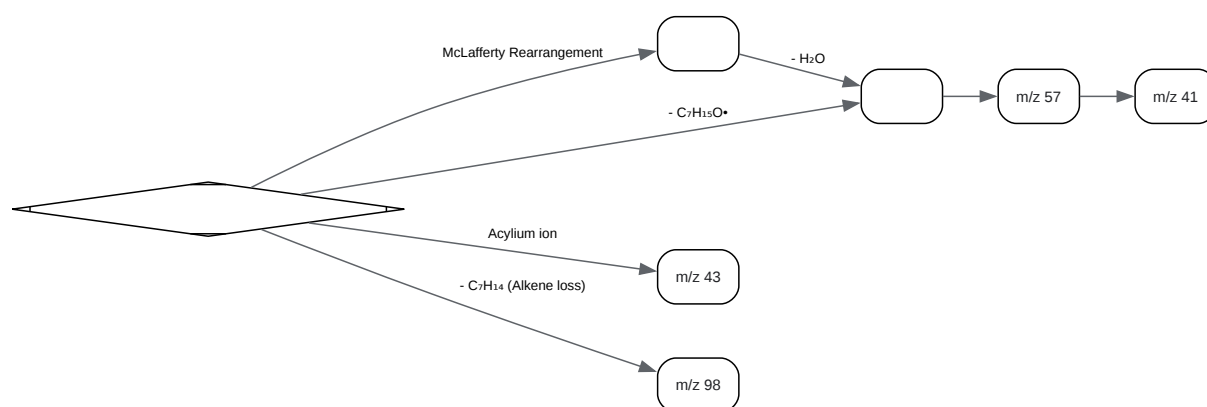 McLafferty Rearrangement
- H₂O
m/z 57
m/z 41
- C₇H₁₅O•
Acylium ion
m/z 43
- C₇H₁₄ (Alkene loss)
m/z 98